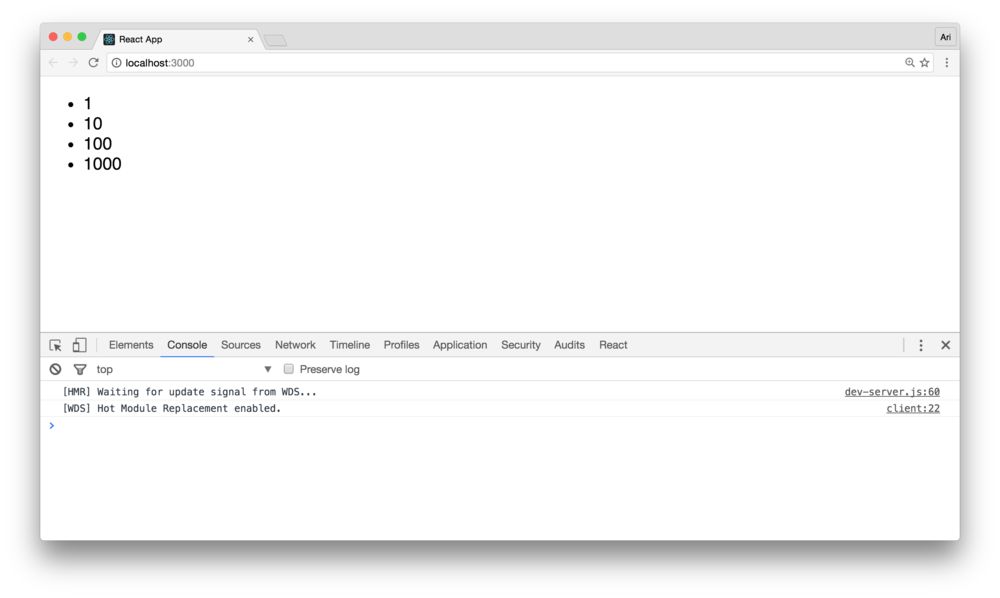 React App
Ari
localhost:3000
1
10
100
1000
Elements Console Sources Network Timeline Profiles Application Security Audits React
top Preserve log
[HMR] Waiting for update signal from WDS... dev-server.js:60
[WDS] Hot Module Replacement enabled. client:22